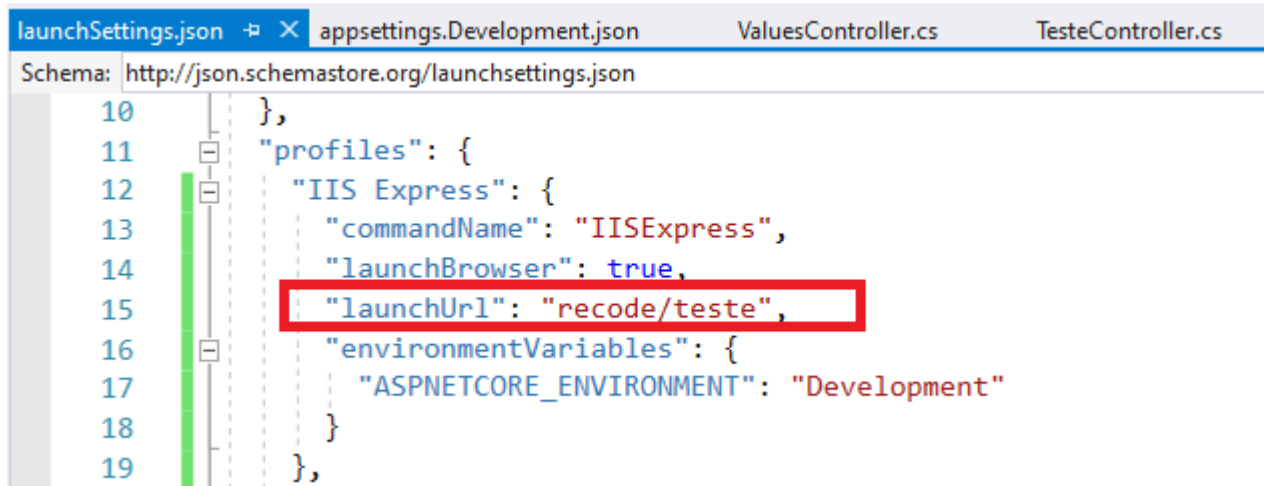 launchSettings.json appsettings.Development.json ValuesController.cs TesteController.cs
Schema: http://json.schemastore.org/launchsettings.json
10 },
11 "profiles": {
12 "IIS Express": {
13 "commandName": "IISExpress",
14 "launchBrowser": true,
15 "launchUrl": "recode/teste",
16 "environmentVariables": {
17 "ASPNETCORE_ENVIRONMENT": "Development"
18 }
19 },